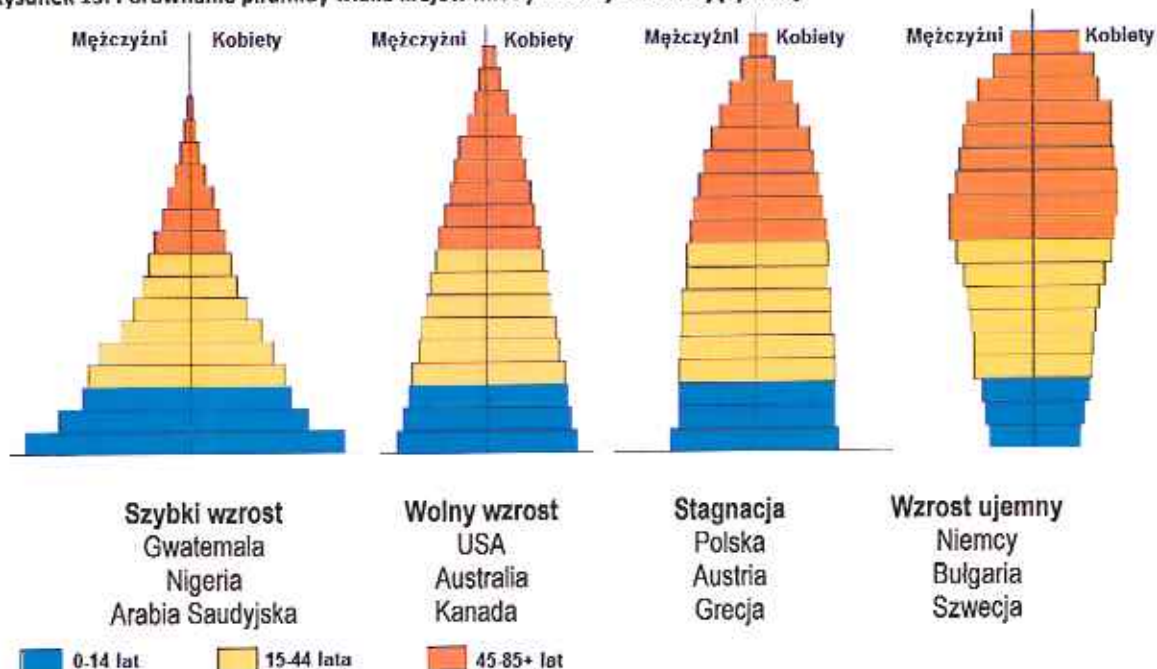 Mężczyźni Kobiety
Mężczyźni Kobiety
Mężczyźni Kobiety
Mężczyźni Kobiety
Szybki wzrost
Gwatemala
Nigeria
Arabia Saudyjska
Wolny wzrost
USA
Australia
Kanada
Stagnacja
Polska
Austria
Grecja
Wzrost ujemny
Niemcy
Bułgaria
Szwecja
0-14 lat
15-44 lata
45-85+ lat